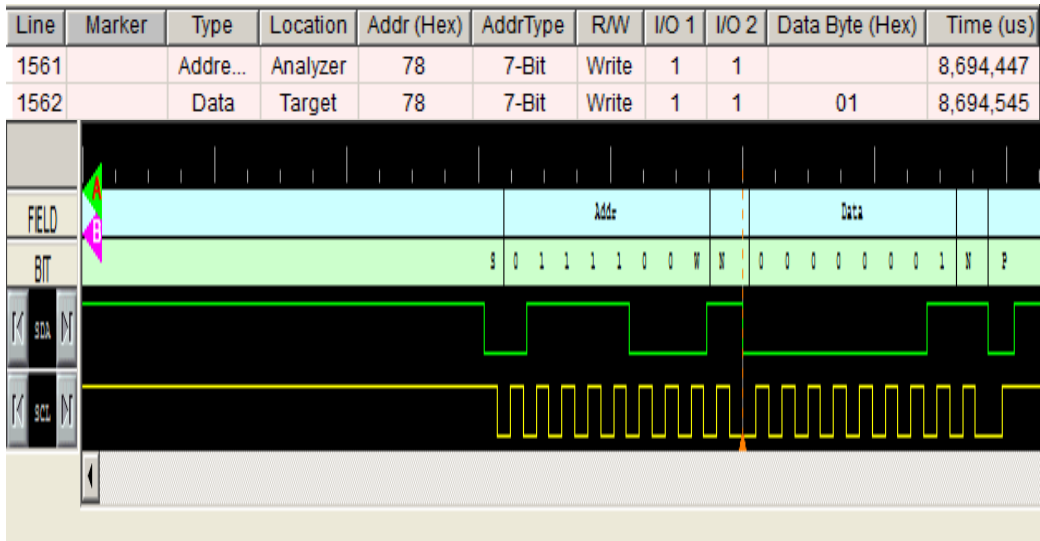 Line Marker Type Location Addr (Hex) AddrType R/W I/O 1 I/O 2 Data Byte (Hex) Time (us)
1561 Addre... Analyzer 78 7-Bit Write 1 1 8,694,447
1562 Data Target 78 7-Bit Write 1 1 01 8,694,545
A
FIELD Addr Data
B
BIT S 0 1 1 1 1 0 0 W N 0 0 0 0 0 0 0 1 N P
SDA
SCL